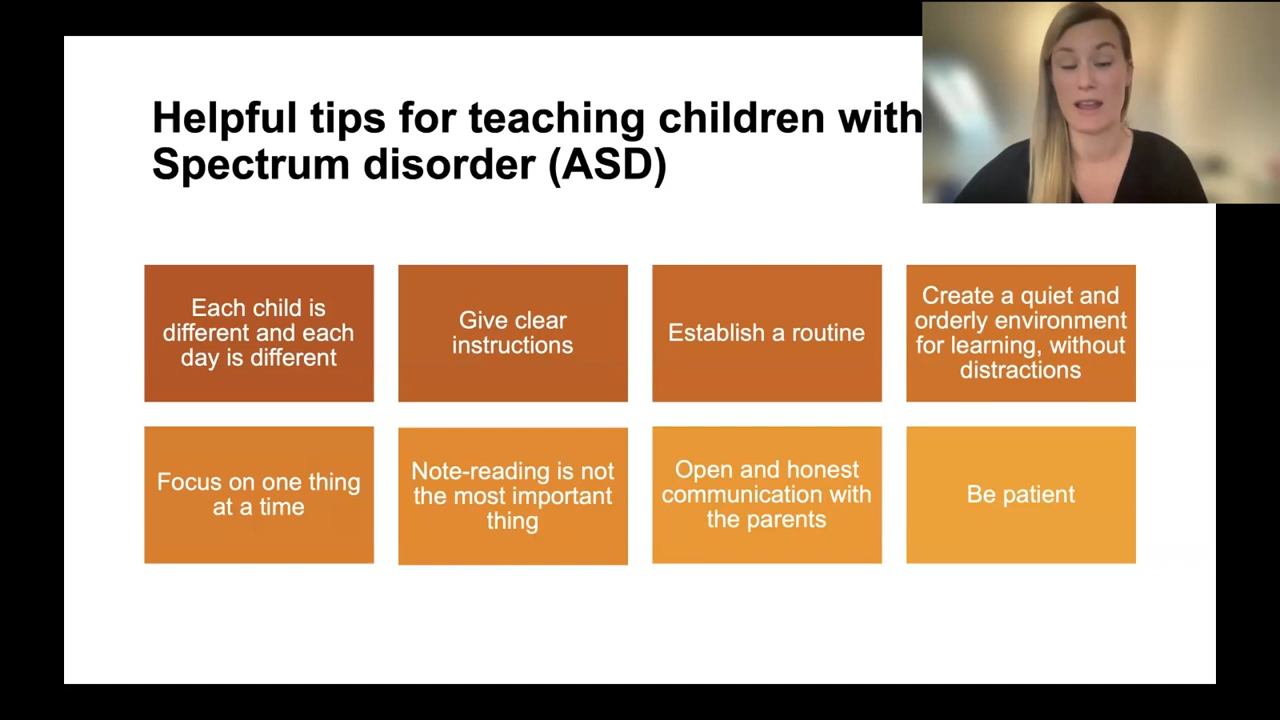 Helpful tips for teaching children with
Spectrum disorder (ASD)
Each child is
different and each
day is different
Give clear
instructions
Establish a routine
Create a quiet and
orderly environment
for learning, without
distractions
Focus on one thing
at a time
Note-reading is not
the most important
thing
Open and honest
communication with
the parents
Be patient